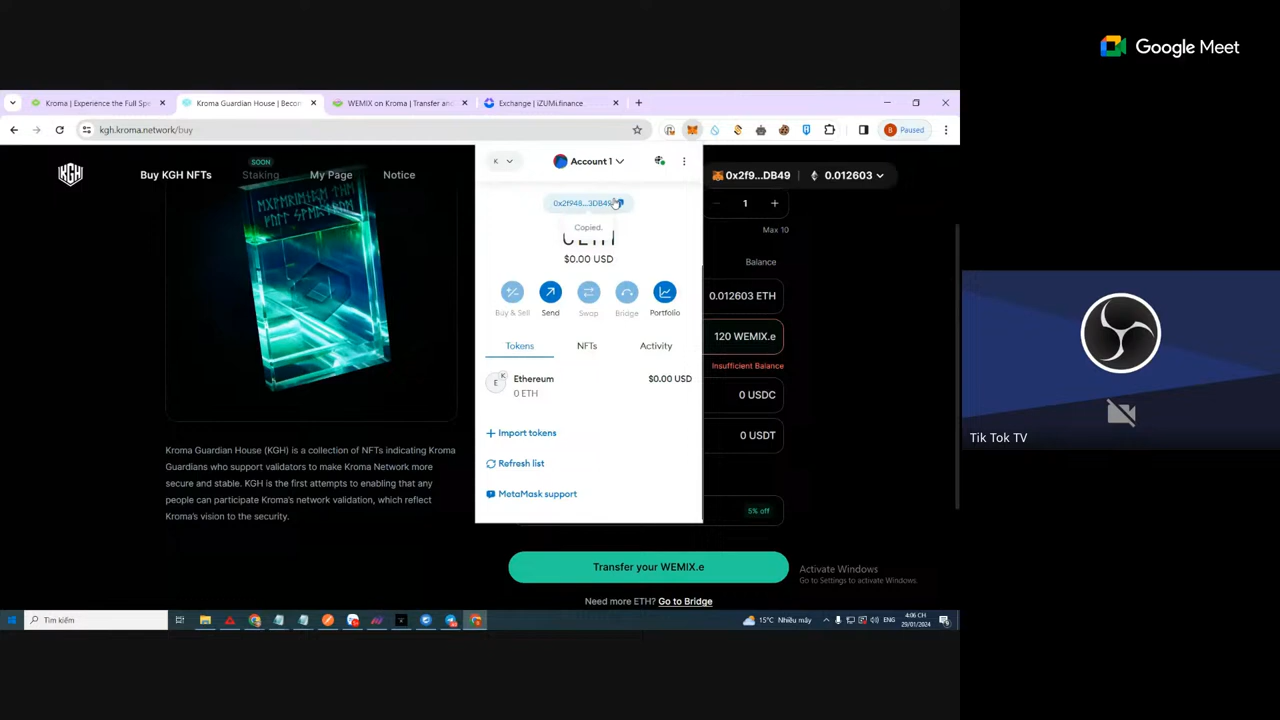 Google Meet
Kroma | Experience the Full Spe
Kroma Guardian House | Becom
WEMIX on Kroma | Transfer and
Exchange | iZUMi.finance
kgh.kroma.network/buy
B Paused
KGH
Buy KGH NFTs
SOON
Staking
My Page
Notice
K
Account 1
0x2f9...DB49
0.012603
0x2f948...3DB49
Copied.
$0.00 USD
1
Max 10
Balance
0.012603 ETH
120 WEMIX.e
Insufficient Balance
0 USDC
0 USDT
5% off
Buy & Sell
Send
Swap
Bridge
Portfolio
Tokens
NFTs
Activity
E
K
Ethereum
$0.00 USD
0 ETH
Import tokens
Refresh list
MetaMask support
Kroma Guardian House (KGH) is a collection of NFTs indicating Kroma
Guardians who support validators to make Kroma Network more
secure and stable. KGH is the first attempts to enabling that any
people can participate Kroma's network validation, which reflect
Kroma's vision to the security.
Transfer your WEMIX.e
Need more ETH? Go to Bridge
Activate Windows
Go to Settings to activate Windows.
Tìm kiếm
15°C Nhiều mây
ENG
4:06 CH
29/01/2024
Tik Tok TV